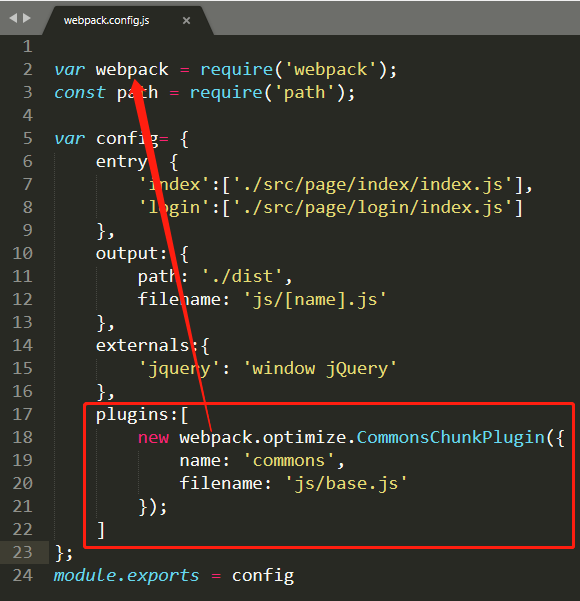 webpack.config.js ×
1
2 var webpack = require('webpack');
3 const path = require('path');
4
5 var config= {
6 entry: {
7 'index':['./src/page/index/index.js'],
8 'login':['./src/page/login/index.js']
9 },
10 output: {
11 path: './dist',
12 filename: 'js/[name].js'
13 },
14 externals:{
15 'jquery': 'window jQuery'
16 },
17 plugins:[
18 new webpack.optimize.CommonsChunkPlugin({
19 name: 'commons',
20 filename: 'js/base.js'
21 });
22 ]
23 };
24 module.exports = config